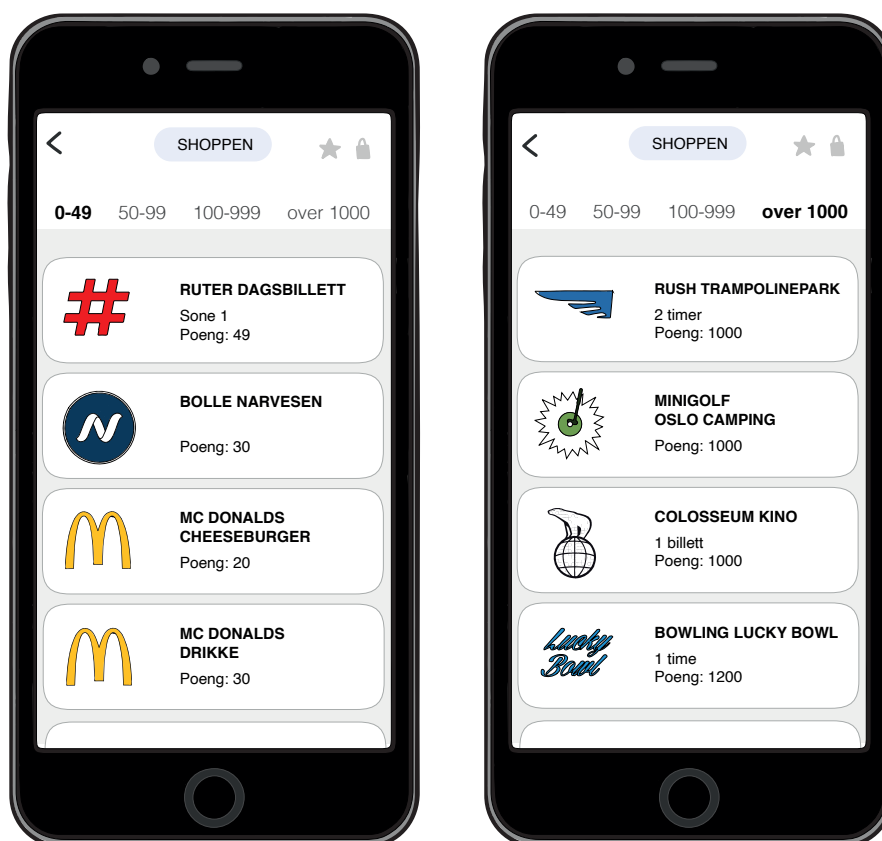 SHOPPEN
0-49 50-99 100-999 over 1000
RUTER DAGSBILLETT
Sone 1
Poeng: 49
BOLLE NARVESEN
Poeng: 30
MC DONALDS
CHEESEBURGER
Poeng: 20
MC DONALDS
DRIKKE
Poeng: 30
SHOPPEN
0-49 50-99 100-999 over 1000
RUSH TRAMPOLINEPARK
2 timer
Poeng: 1000
MINIGOLF
OSLO CAMPING
Poeng: 1000
COLOSSEUM KINO
1 billett
Poeng: 1000
Lucky
Bowl
BOWLING LUCKY BOWL
1 time
Poeng: 1200